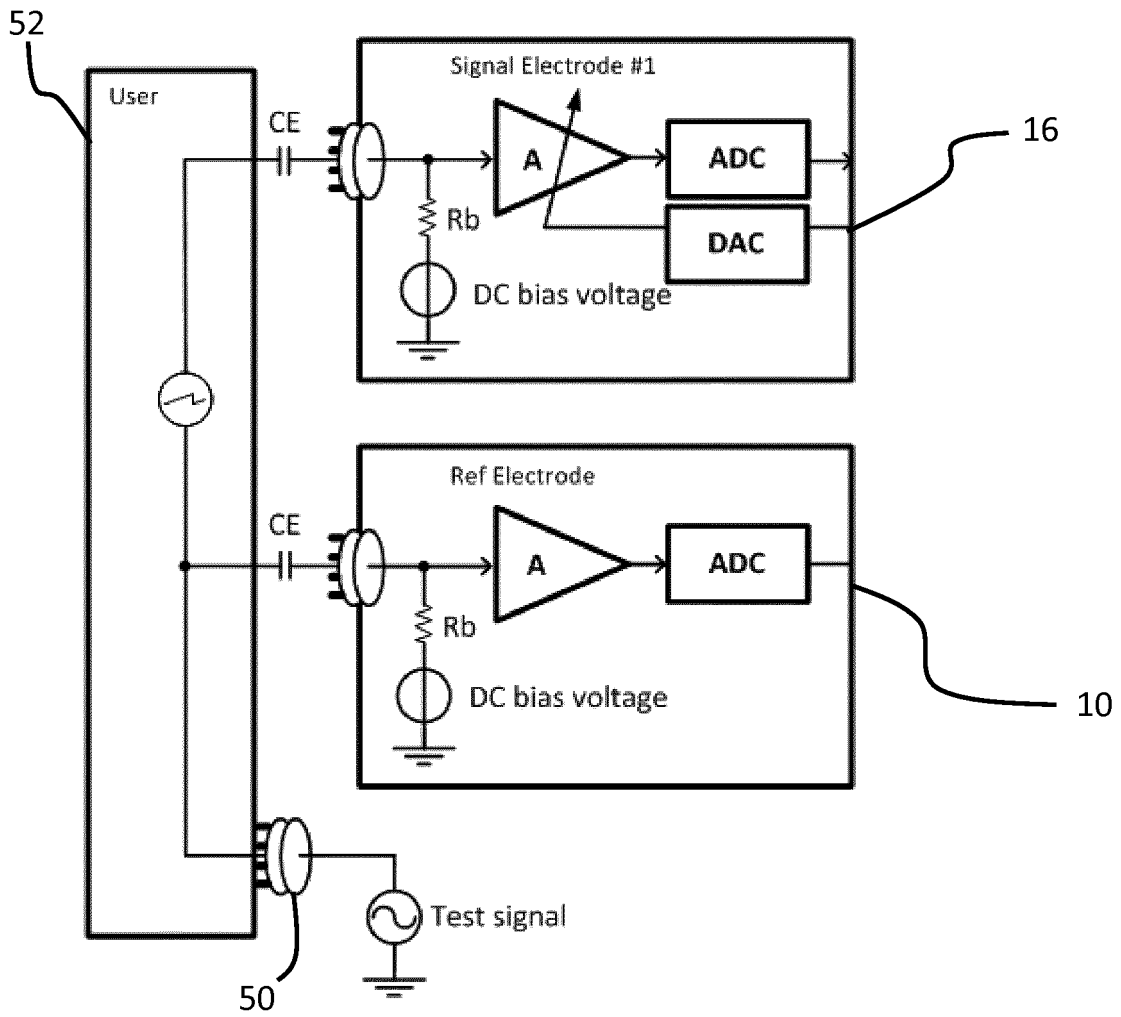 52
User
CE
Signal Electrode #1
A
ADC
16
Rb
DAC
DC bias voltage
Ref Electrode
CE
A
ADC
Rb
DC bias voltage
10
Test signal
50